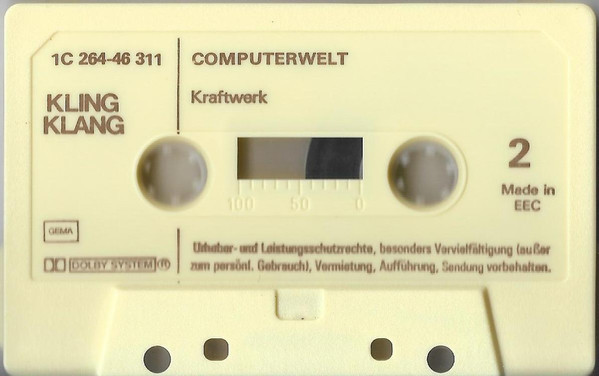 1C 264-46 311
COMPUTERWELT
KLING
KLANG
Kraftwerk
2
Made in
EEC
100 50 0
GEMA
Urheber- und Leistungsschutzrechte, besonders Vervielfältigung (außer
zum persönl. Gebrauch), Vermietung, Aufführung, Sendung vorbehalten.
DOLBY SYSTEM ®